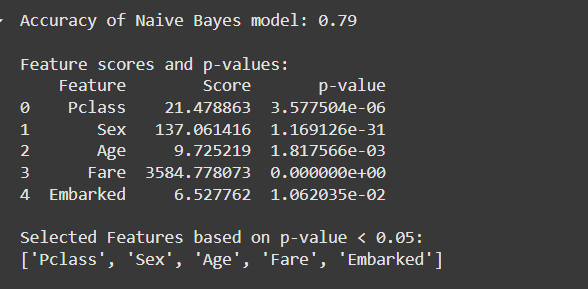 Accuracy of Naive Bayes model: 0.79
Feature scores and p-values:
Feature Score p-value
0 Pclass 21.478863 3.577504e-06
1 Sex 137.061416 1.169126e-31
2 Age 9.725219 1.817566e-03
3 Fare 3584.778073 0.000000e+00
4 Embarked 6.527762 1.062035e-02
Selected Features based on p-value < 0.05:
['Pclass', 'Sex', 'Age', 'Fare', 'Embarked']